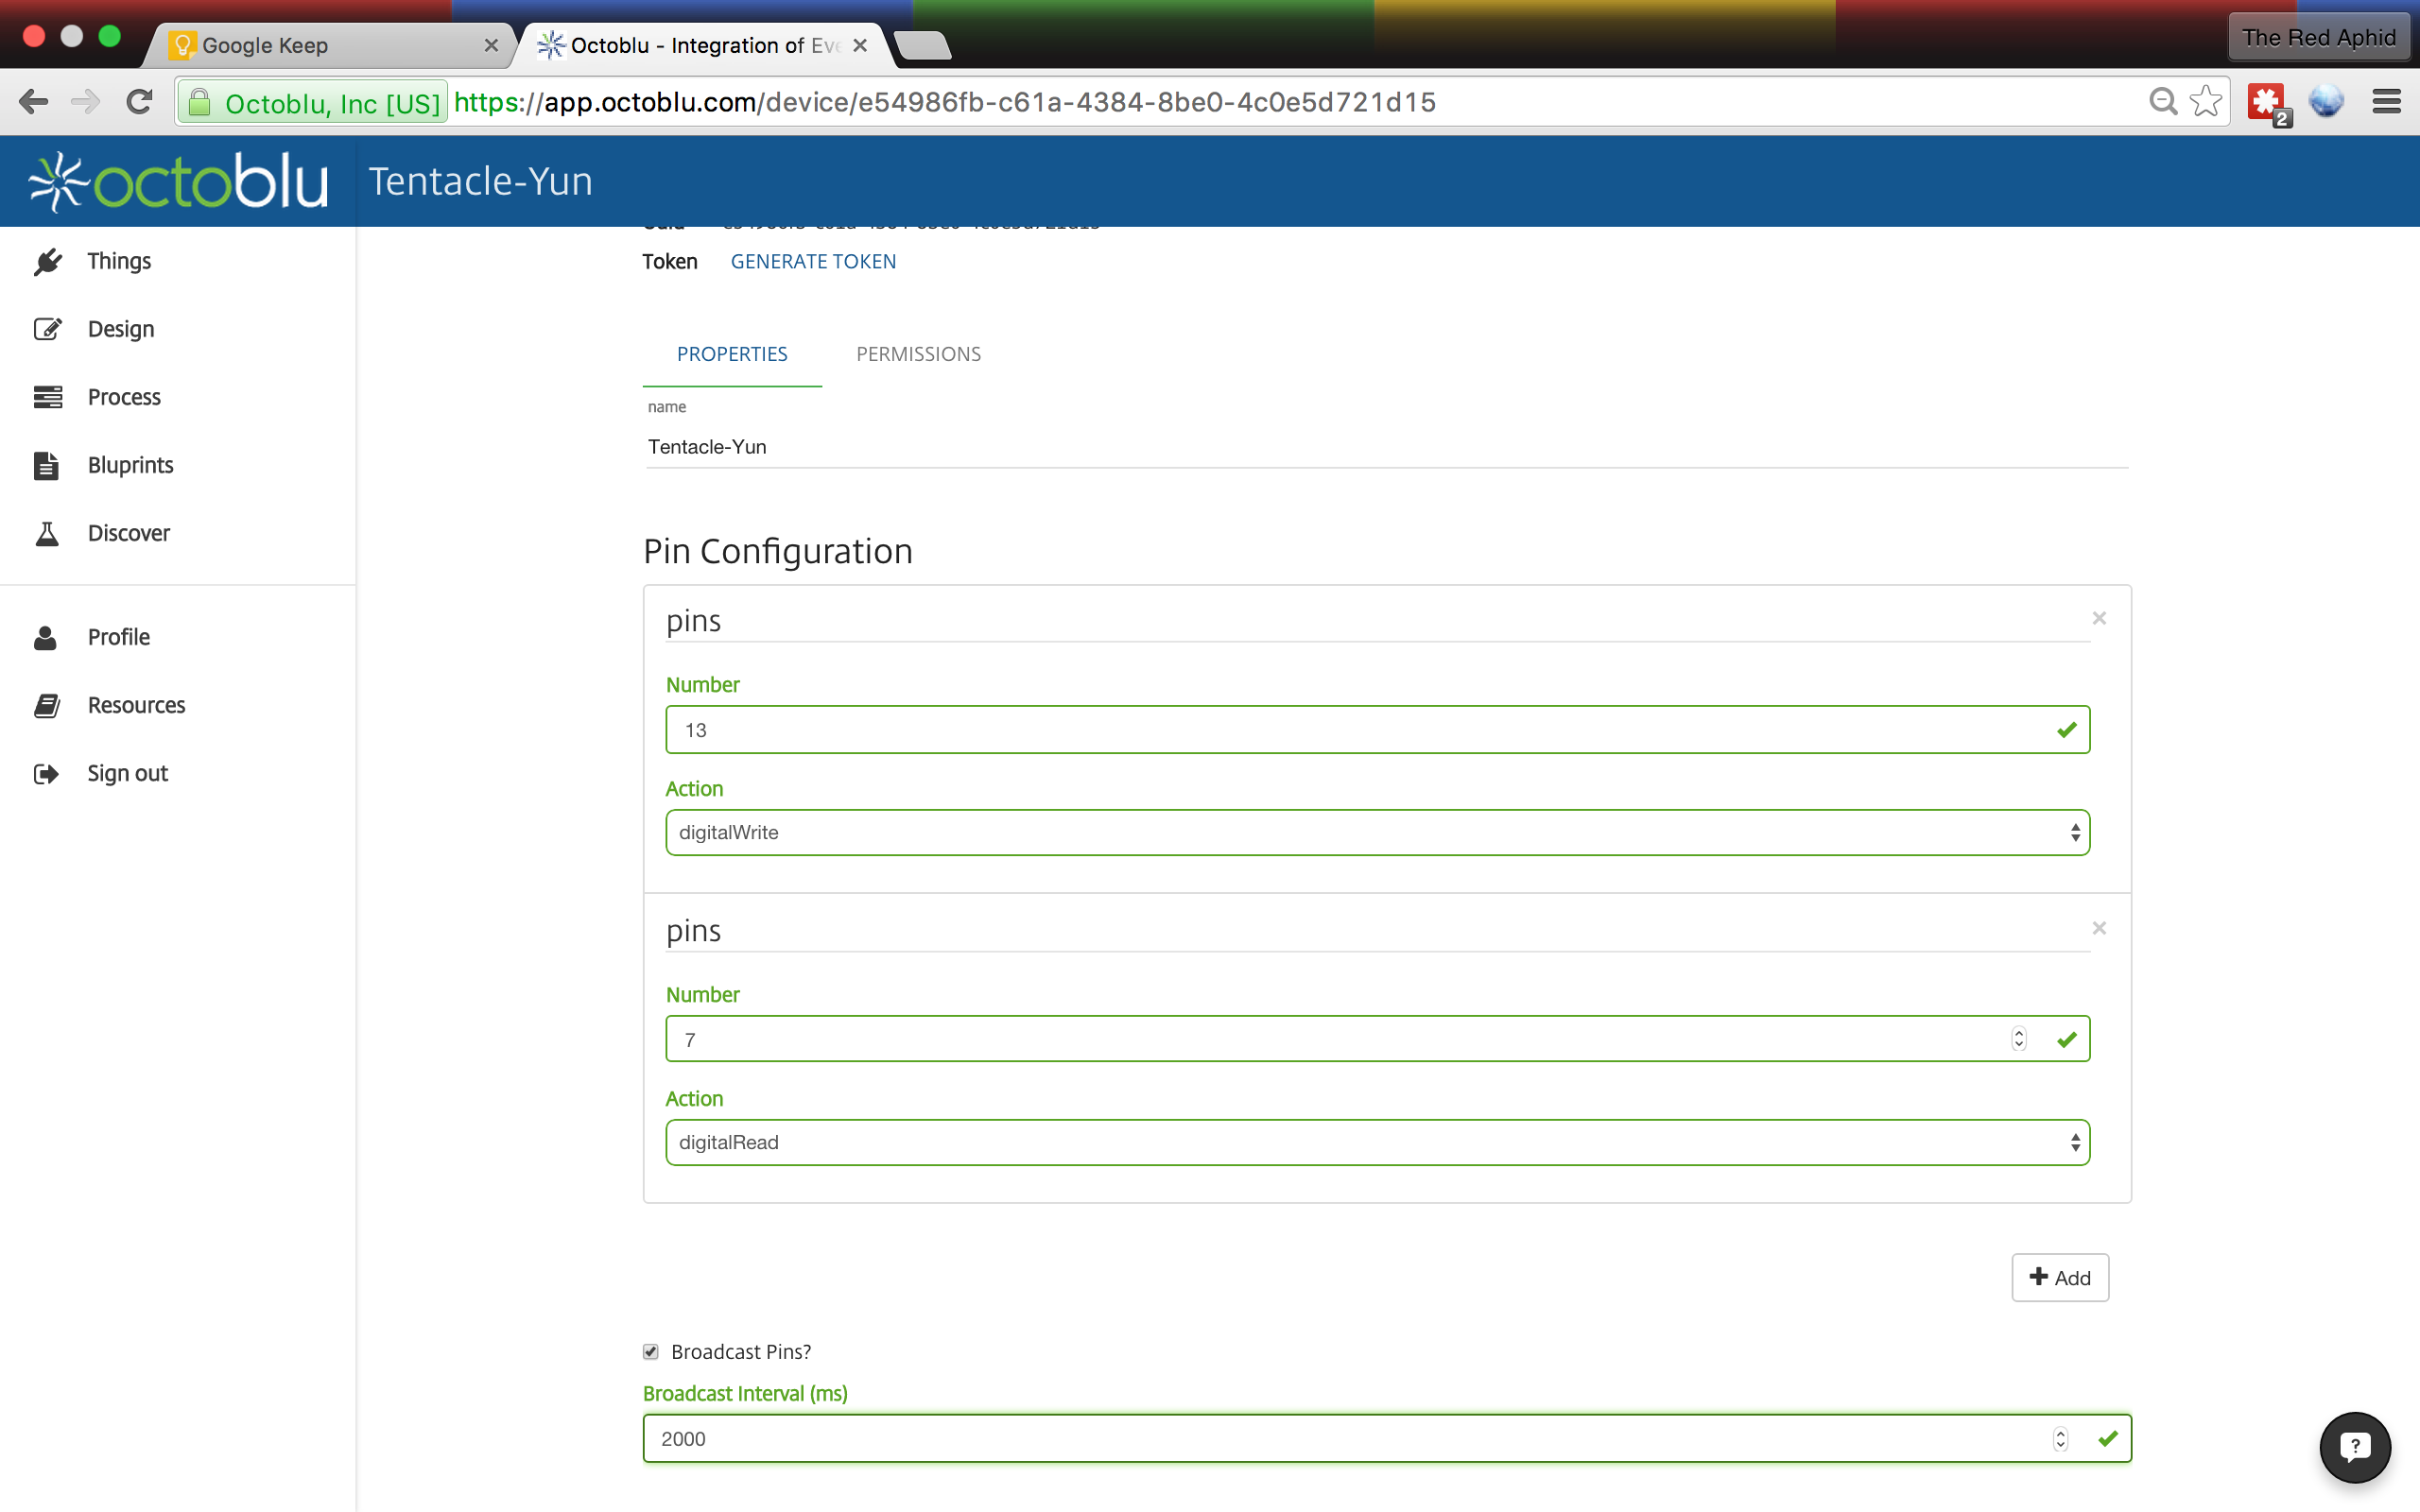 Google Keep
Octoblu - Integration of Eve
The Red Aphid
Octoblu, Inc [US] https://app.octoblu.com/device/e54986fb-c61a-4384-8be0-4c0e5d721d15
2
octoblu
Tentacle-Yun
Things
Design
Process
Bluprints
Discover
Profile
Resources
Sign out
Token GENERATE TOKEN
PROPERTIES PERMISSIONS
name
Tentacle-Yun
Pin Configuration
pins
Number
13
Action
digitalWrite
pins
Number
7
Action
digitalRead
Add
Broadcast Pins?
Broadcast Interval (ms)
2000